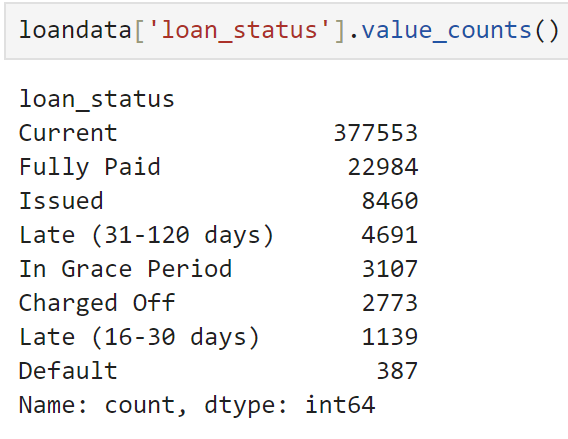 loandata['loan_status'].value_counts()
loan_status
Current 377553
Fully Paid 22984
Issued 8460
Late (31-120 days) 4691
In Grace Period 3107
Charged Off 2773
Late (16-30 days) 1139
Default 387
Name: count, dtype: int64